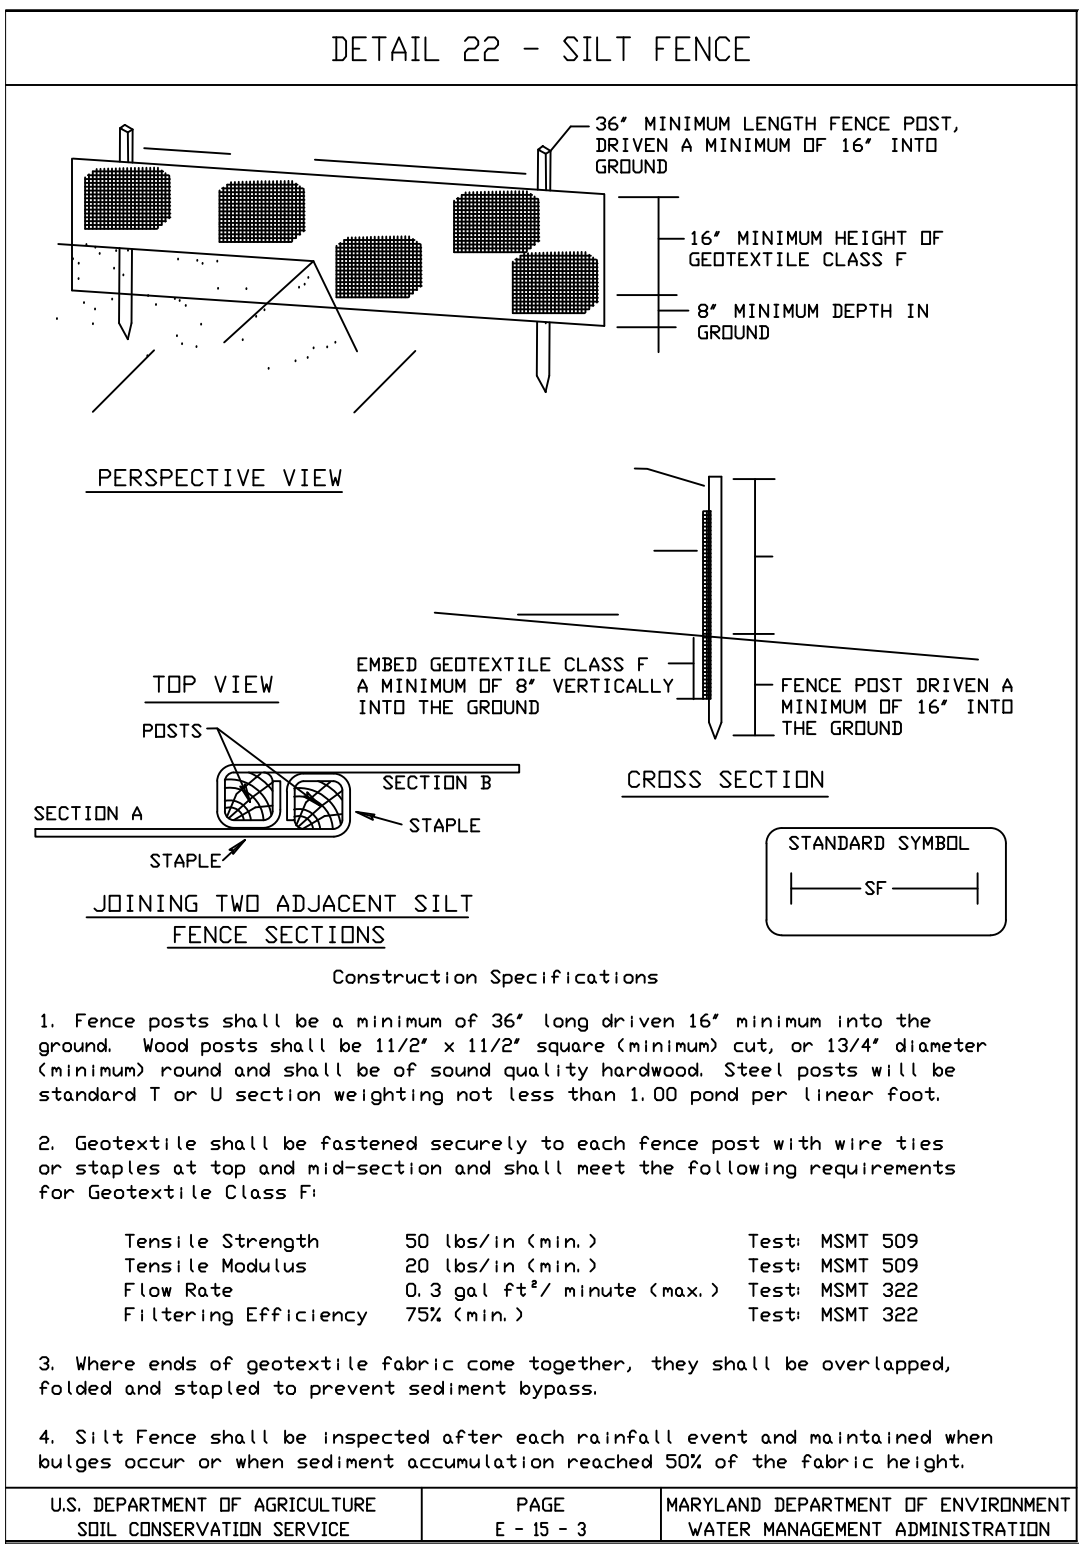 DETAIL 22 - SILT FENCE
36" MINIMUM LENGTH FENCE POST,
DRIVEN A MINIMUM OF 16" INTO
GROUND
16" MINIMUM HEIGHT OF
GEOTEXTILE CLASS F
8" MINIMUM DEPTH IN
GROUND
PERSPECTIVE VIEW
EMBED GEOTEXTILE CLASS F
A MINIMUM OF 8" VERTICALLY
INTO THE GROUND
FENCE POST DRIVEN A
MINIMUM OF 16" INTO
THE GROUND
CROSS SECTION
TOP VIEW
POSTS
SECTION B
SECTION A
STAPLE
STAPLE
JOINING TWO ADJACENT SILT
FENCE SECTIONS
STANDARD SYMBOL
SF
Construction Specifications
1. Fence posts shall be a minimum of 36" long driven 16" minimum into the
ground. Wood posts shall be 11/2" x 11/2" square (minimum) cut, or 13/4" diameter
(minimum) round and shall be of sound quality hardwood. Steel posts will be
standard T or U section weighting not less than 1.00 pond per linear foot.
2. Geotextile shall be fastened securely to each fence post with wire ties
or staples at top and mid-section and shall meet the following requirements
for Geotextile Class F:
Tensile Strength 50 lbs/in (min.) Test: MSMT 509
Tensile Modulus 20 lbs/in (min.) Test: MSMT 509
Flow Rate 0.3 gal ft²/ minute (max.) Test: MSMT 322
Filtering Efficiency 75% (min.) Test: MSMT 322
3. Where ends of geotextile fabric come together, they shall be overlapped,
folded and stapled to prevent sediment bypass.
4. Silt Fence shall be inspected after each rainfall event and maintained when
bulges occur or when sediment accumulation reached 50% of the fabric height.
U.S. DEPARTMENT OF AGRICULTURE
SOIL CONSERVATION SERVICE
PAGE
E - 15 - 3
MARYLAND DEPARTMENT OF ENVIRONMENT
WATER MANAGEMENT ADMINISTRATION